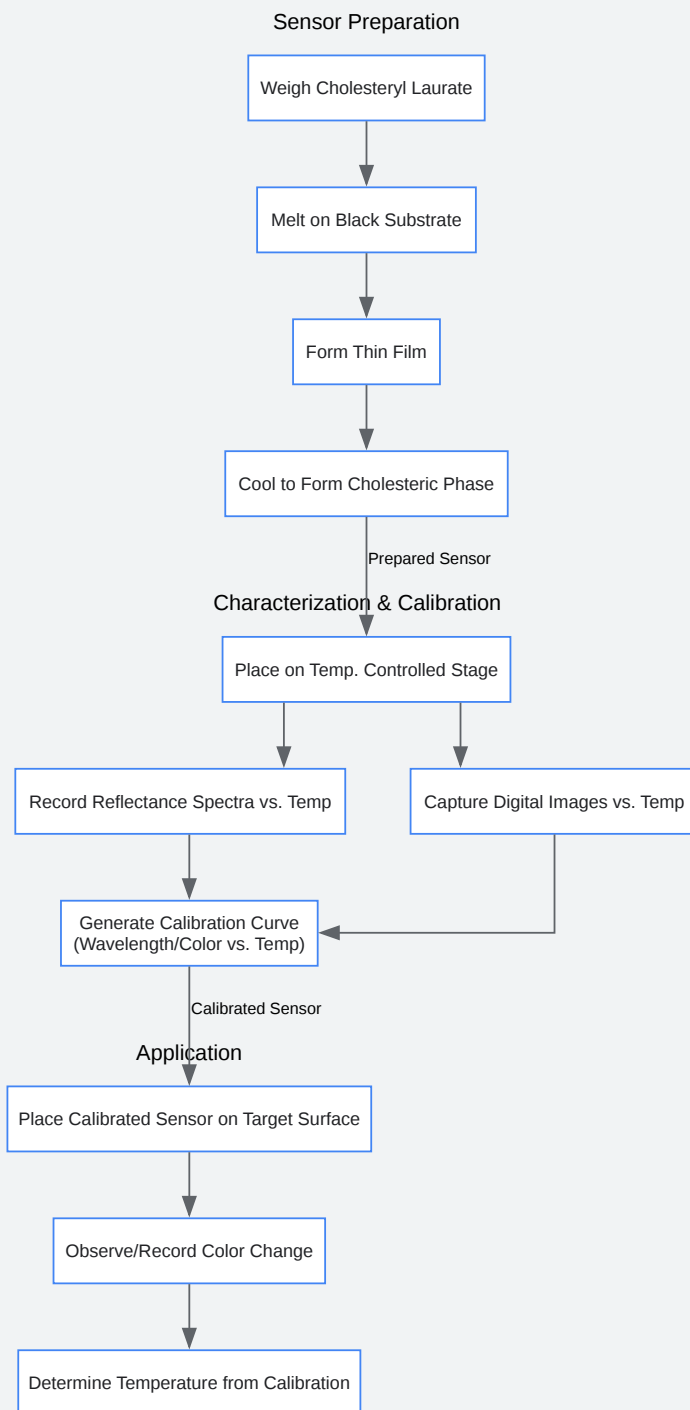 Sensor Preparation
Weigh Cholesteryl Laurate
Melt on Black Substrate
Form Thin Film
Cool to Form Cholesteric Phase
Prepared Sensor
Characterization & Calibration
Place on Temp. Controlled Stage
Record Reflectance Spectra vs. Temp
Capture Digital Images vs. Temp
Generate Calibration Curve
(Wavelength/Color vs. Temp)
Calibrated Sensor
Application
Place Calibrated Sensor on Target Surface
Observe/Record Color Change
Determine Temperature from Calibration